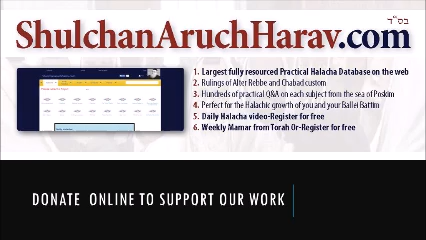 בס"ד
ShulchanAruchHarav.com
1. Largest fully resourced Practical Halacha Database on the web
2. Rulings of Alter Rebbe and Chabad custom
3. Hundreds of practical Q&A on each subject from the sea of Poskim
4. Perfect for the Halachic growth of you and your Ballei Battim
5. Daily Halacha video-Register for free
6. Weekly Mamar from Torah Or-Register for free
DONATE ONLINE TO SUPPORT OUR WORK